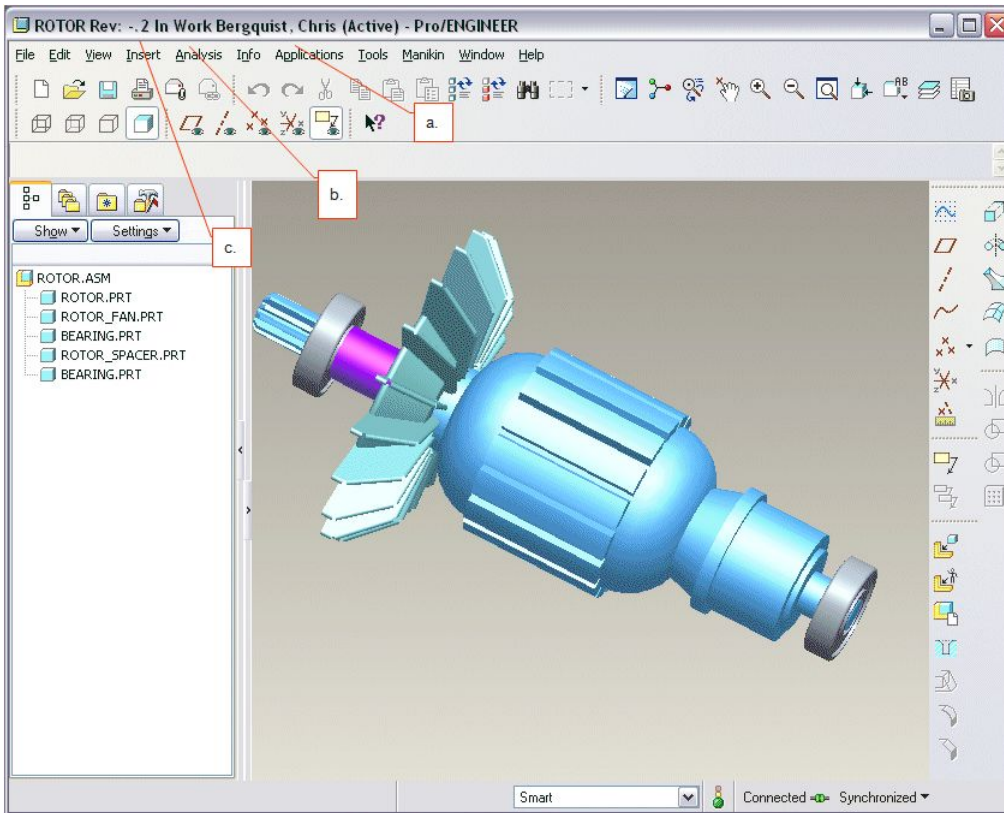 ROTOR Rev: -.2 In Work Bergquist, Chris (Active) - Pro/ENGINEER
File Edit View Insert Analysis Info Applications Tools Manikin Window Help
AB
a.
b.
c.
Show Settings
ROTOR.ASM
ROTOR.PRT
ROTOR_FAN.PRT
BEARING.PRT
ROTOR_SPACER.PRT
BEARING.PRT
Smart Connected Synchronized